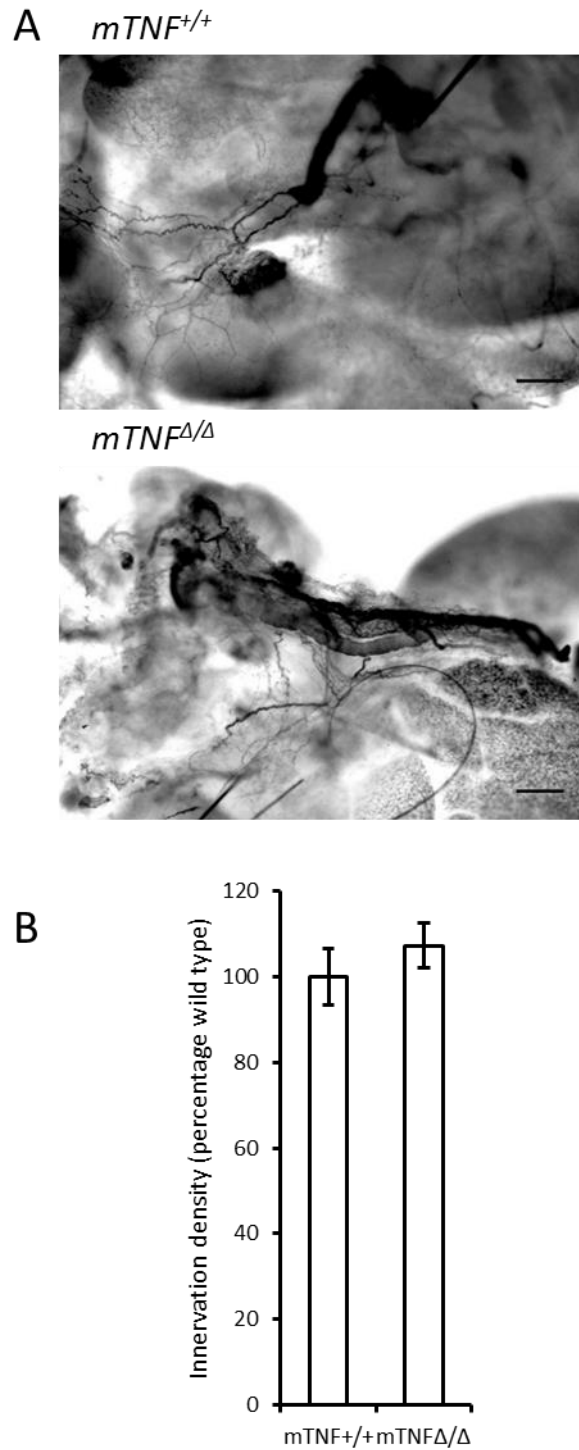 A
mTNF+/+
mTNFΔ/Δ
B
Innervation density (percentage wild type)
120
100
80
60
40
20
0
mTNF+/+ mTNFΔ/Δ